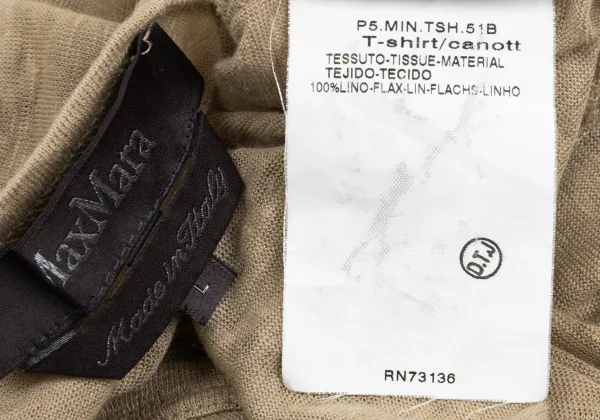 MaxMara
Made in Italy
L
P5.MIN.TSH.51B
T-shirt/canott
TESSUTO-TISSUE-MATERIAL
TEJIDO-TECIDO
100%LINO-FLAX-LIN-FLACHS-LINHO
D.T.J
RN73136